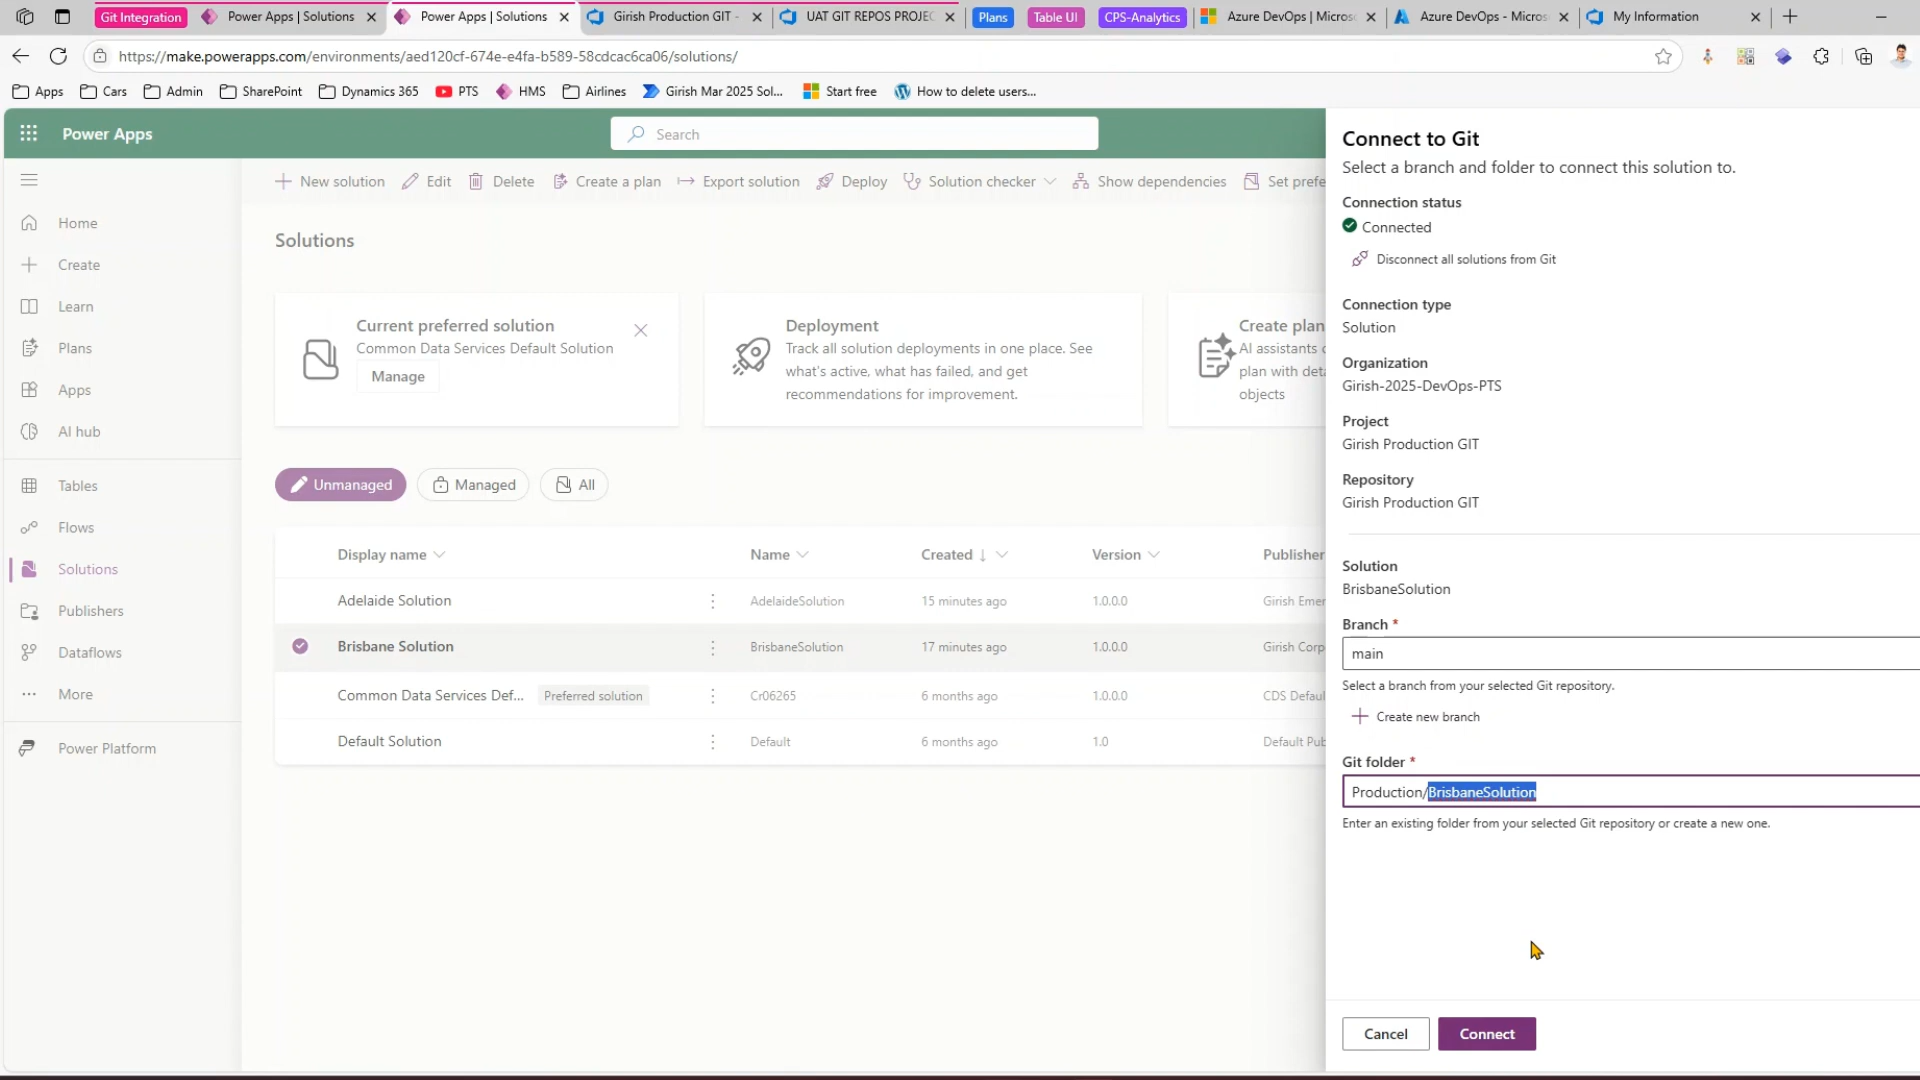 Git Integration
Power Apps | Solutions
Power Apps | Solutions
Girish Production GIT -
UAT GIT REPOS PROJEC
Plans
Table UI
CPS-Analytics
Azure DevOps | Micros
Azure DevOps - Micros
My Information
https://make.powerapps.com/environments/aed120cf-674e-e4fa-b589-58cdcac6ca06/solutions/
Apps
Cars
Admin
SharePoint
Dynamics 365
PTS
HMS
Airlines
Girish Mar 2025 Sol...
Start free
How to delete users...
Power Apps
Search
New solution
Edit
Delete
Create a plan
Export solution
Deploy
Solution checker
Show dependencies
Set prefe
Home
Create
Learn
Plans
Apps
AI hub
Tables
Flows
Solutions
Publishers
Dataflows
More
Power Platform
Solutions
Current preferred solution
Common Data Services Default Solution
Manage
Deployment
Track all solution deployments in one place. See
what's active, what has failed, and get
recommendations for improvement.
Create plan
AI assistants c
plan with deta
objects
Unmanaged
Managed
All
Display name Name Created Version Publisher
Adelaide Solution AdelaideSolution 15 minutes ago 1.0.0.0 Girish Emer
Brisbane Solution BrisbaneSolution 17 minutes ago 1.0.0.0 Girish Corp
Common Data Services Def... Preferred solution Cr06265 6 months ago 1.0.0.0 CDS Defaul
Default Solution Default 6 months ago 1.0 Default Pub
Connect to Git
Select a branch and folder to connect this solution to.
Connection status
Connected
Disconnect all solutions from Git
Connection type
Solution
Organization
Girish-2025-DevOps-PTS
Project
Girish Production GIT
Repository
Girish Production GIT
Solution
BrisbaneSolution
Branch *
main
Select a branch from your selected Git repository.
Create new branch
Git folder *
Production/BrisbaneSolution
Enter an existing folder from your selected Git repository or create a new one.
Cancel
Connect